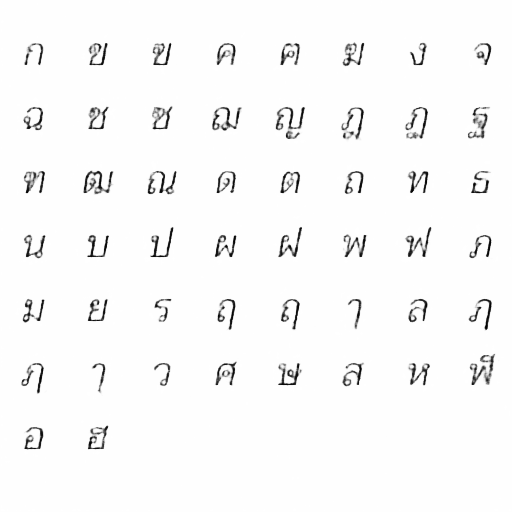 ก ข ฃ ค ฅ ฆ ง จ
ฉ ช ซ ฌ ญ ฎ ฏ ฐ
ฑ ฒ ณ ด ต ถ ท ธ
น บ ป ผ ฝ พ ฟ ภ
ม ย ร ฤ ฤ ๅ ล ฦ
ฦ ๅ ว ศ ษ ส ห ฬ
อ ฮ